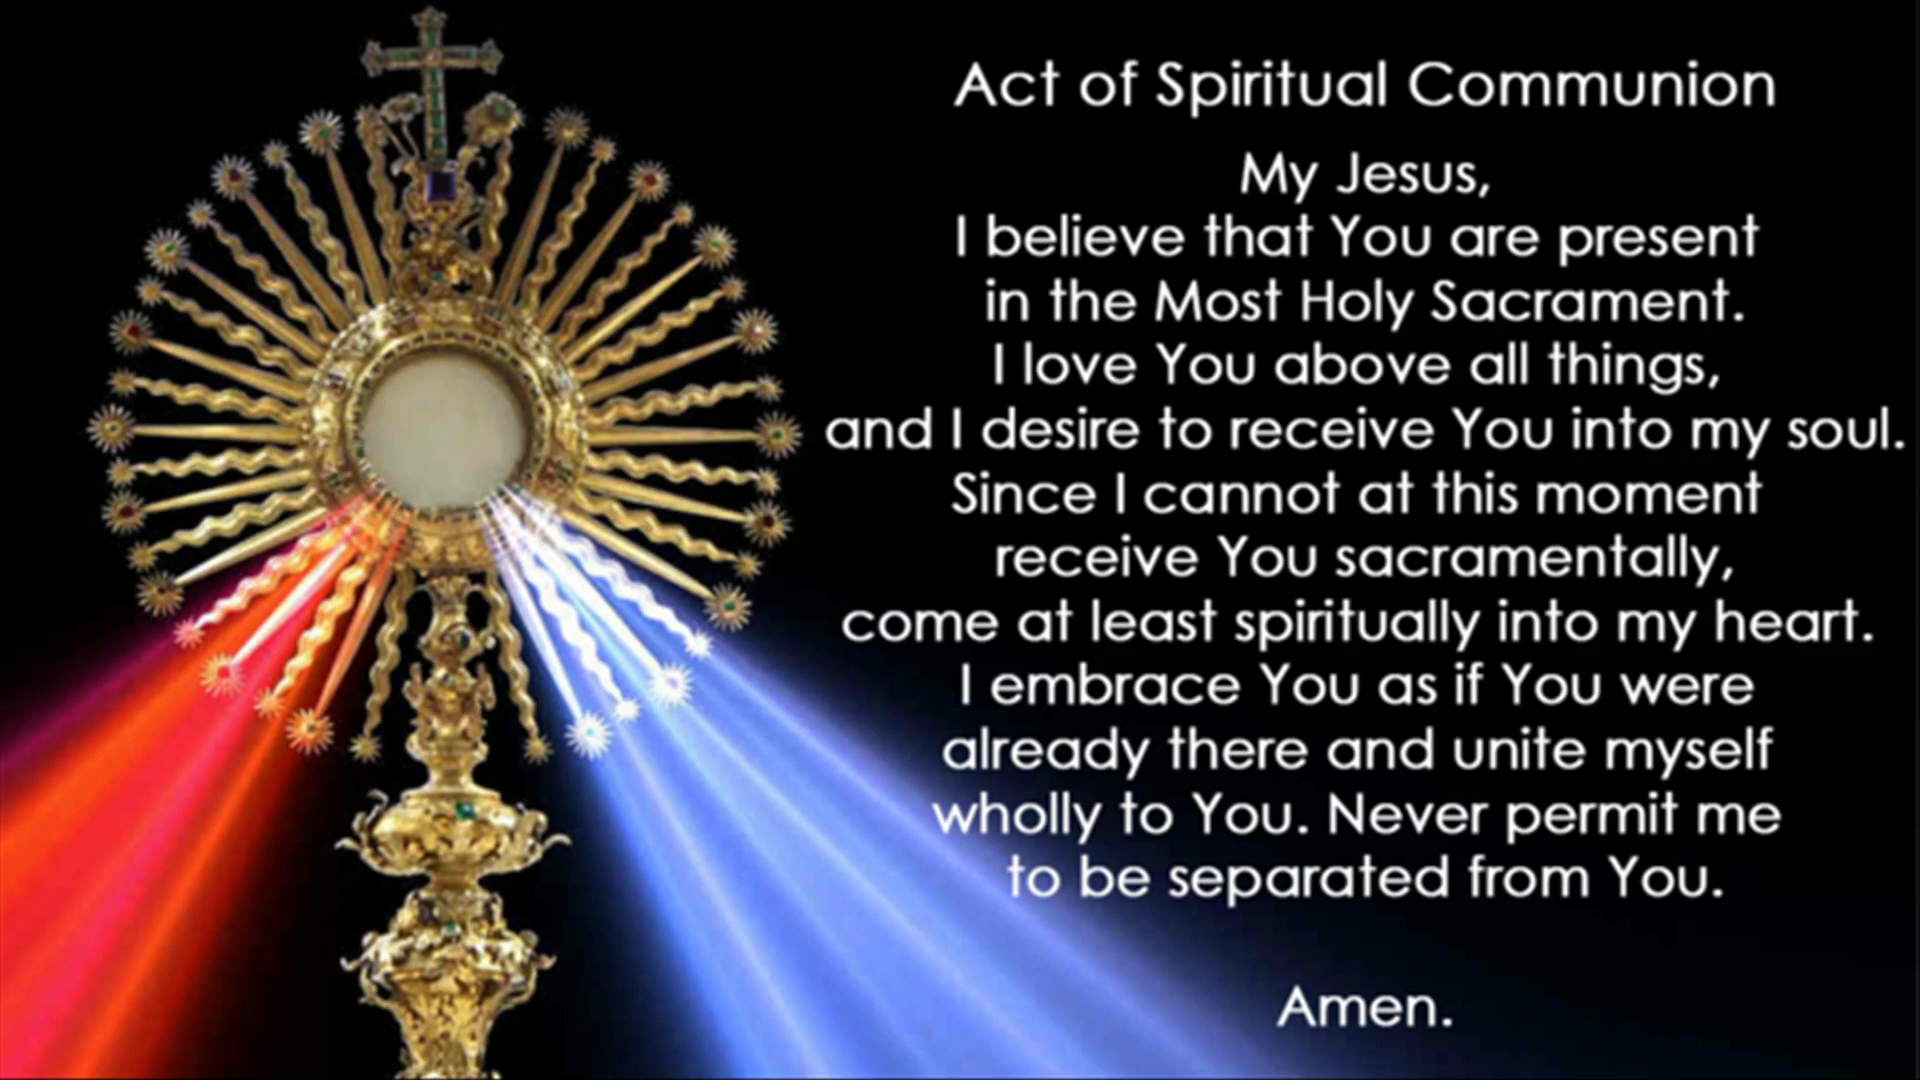 Act of Spiritual Communion
My Jesus,
I believe that You are present
in the Most Holy Sacrament.
I love You above all things,
and I desire to receive You into my soul.
Since I cannot at this moment
receive You sacramentally,
come at least spiritually into my heart.
I embrace You as if You were
already there and unite myself
wholly to You. Never permit me
to be separated from You.
Amen.